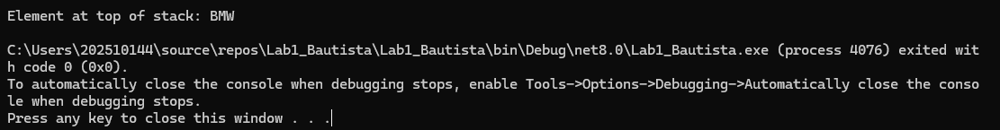 Element at top of stack: BMW
C:\Users\202510144\source\repos\Lab1_Bautista\Lab1_Bautista\bin\Debug\net8.0\Lab1_Bautista.exe (process 4076) exited wit
h code 0 (0x0).
To automatically close the console when debugging stops, enable Tools->Options->Debugging->Automatically close the conso
le when debugging stops.
Press any key to close this window . . .